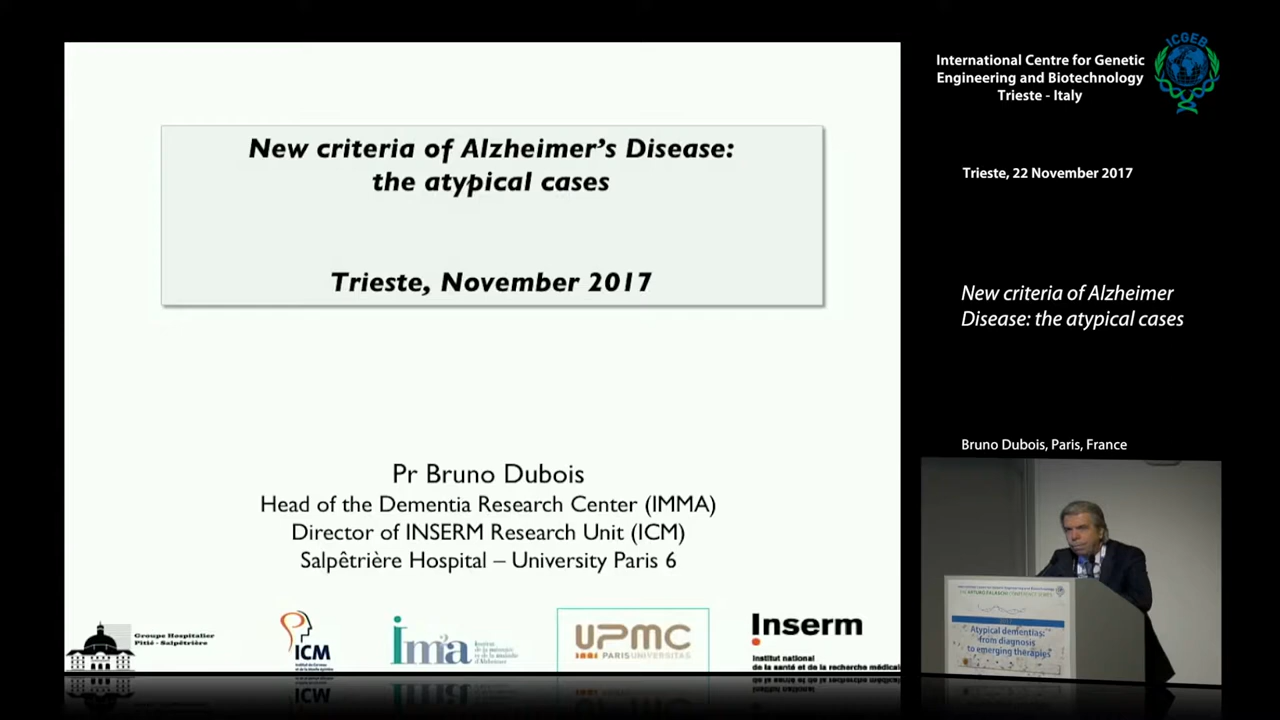 New criteria of Alzheimer's Disease:
the atypical cases
Trieste, November 2017
Pr Bruno Dubois
Head of the Dementia Research Center (IMMA)
Director of INSERM Research Unit (ICM)
Salpêtrière Hospital – University Paris 6
Groupe Hospitalier
Pitié - Salpêtrière
ICM
Im2a
UPMC
PARISUNIVERSITAS
Inserm
Institut national
de la santé et de la recherche médicale
ICGEB
International Centre for Genetic
Engineering and Biotechnology
Trieste - Italy
Trieste, 22 November 2017
New criteria of Alzheimer
Disease: the atypical cases
Bruno Dubois, Paris, France
Atypical dementias:
from diagnosis
to emerging therapies